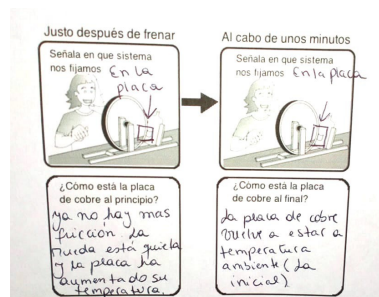 Justo después de frenar
Señala en que sistema
nos fijamos En la
placa
¿Cómo está la placa
de cobre al principio?
ya no hay mas
fricción. La
rueda está quieta
y la placa ha
aumentado su
temperatura.
Al cabo de unos minutos
Señala en que sistema
nos fijamos En la placa
¿Cómo está la placa
de cobre al final?
La placa de cobre
vuelve a estar a
temperatura
ambiente (la
inicial)